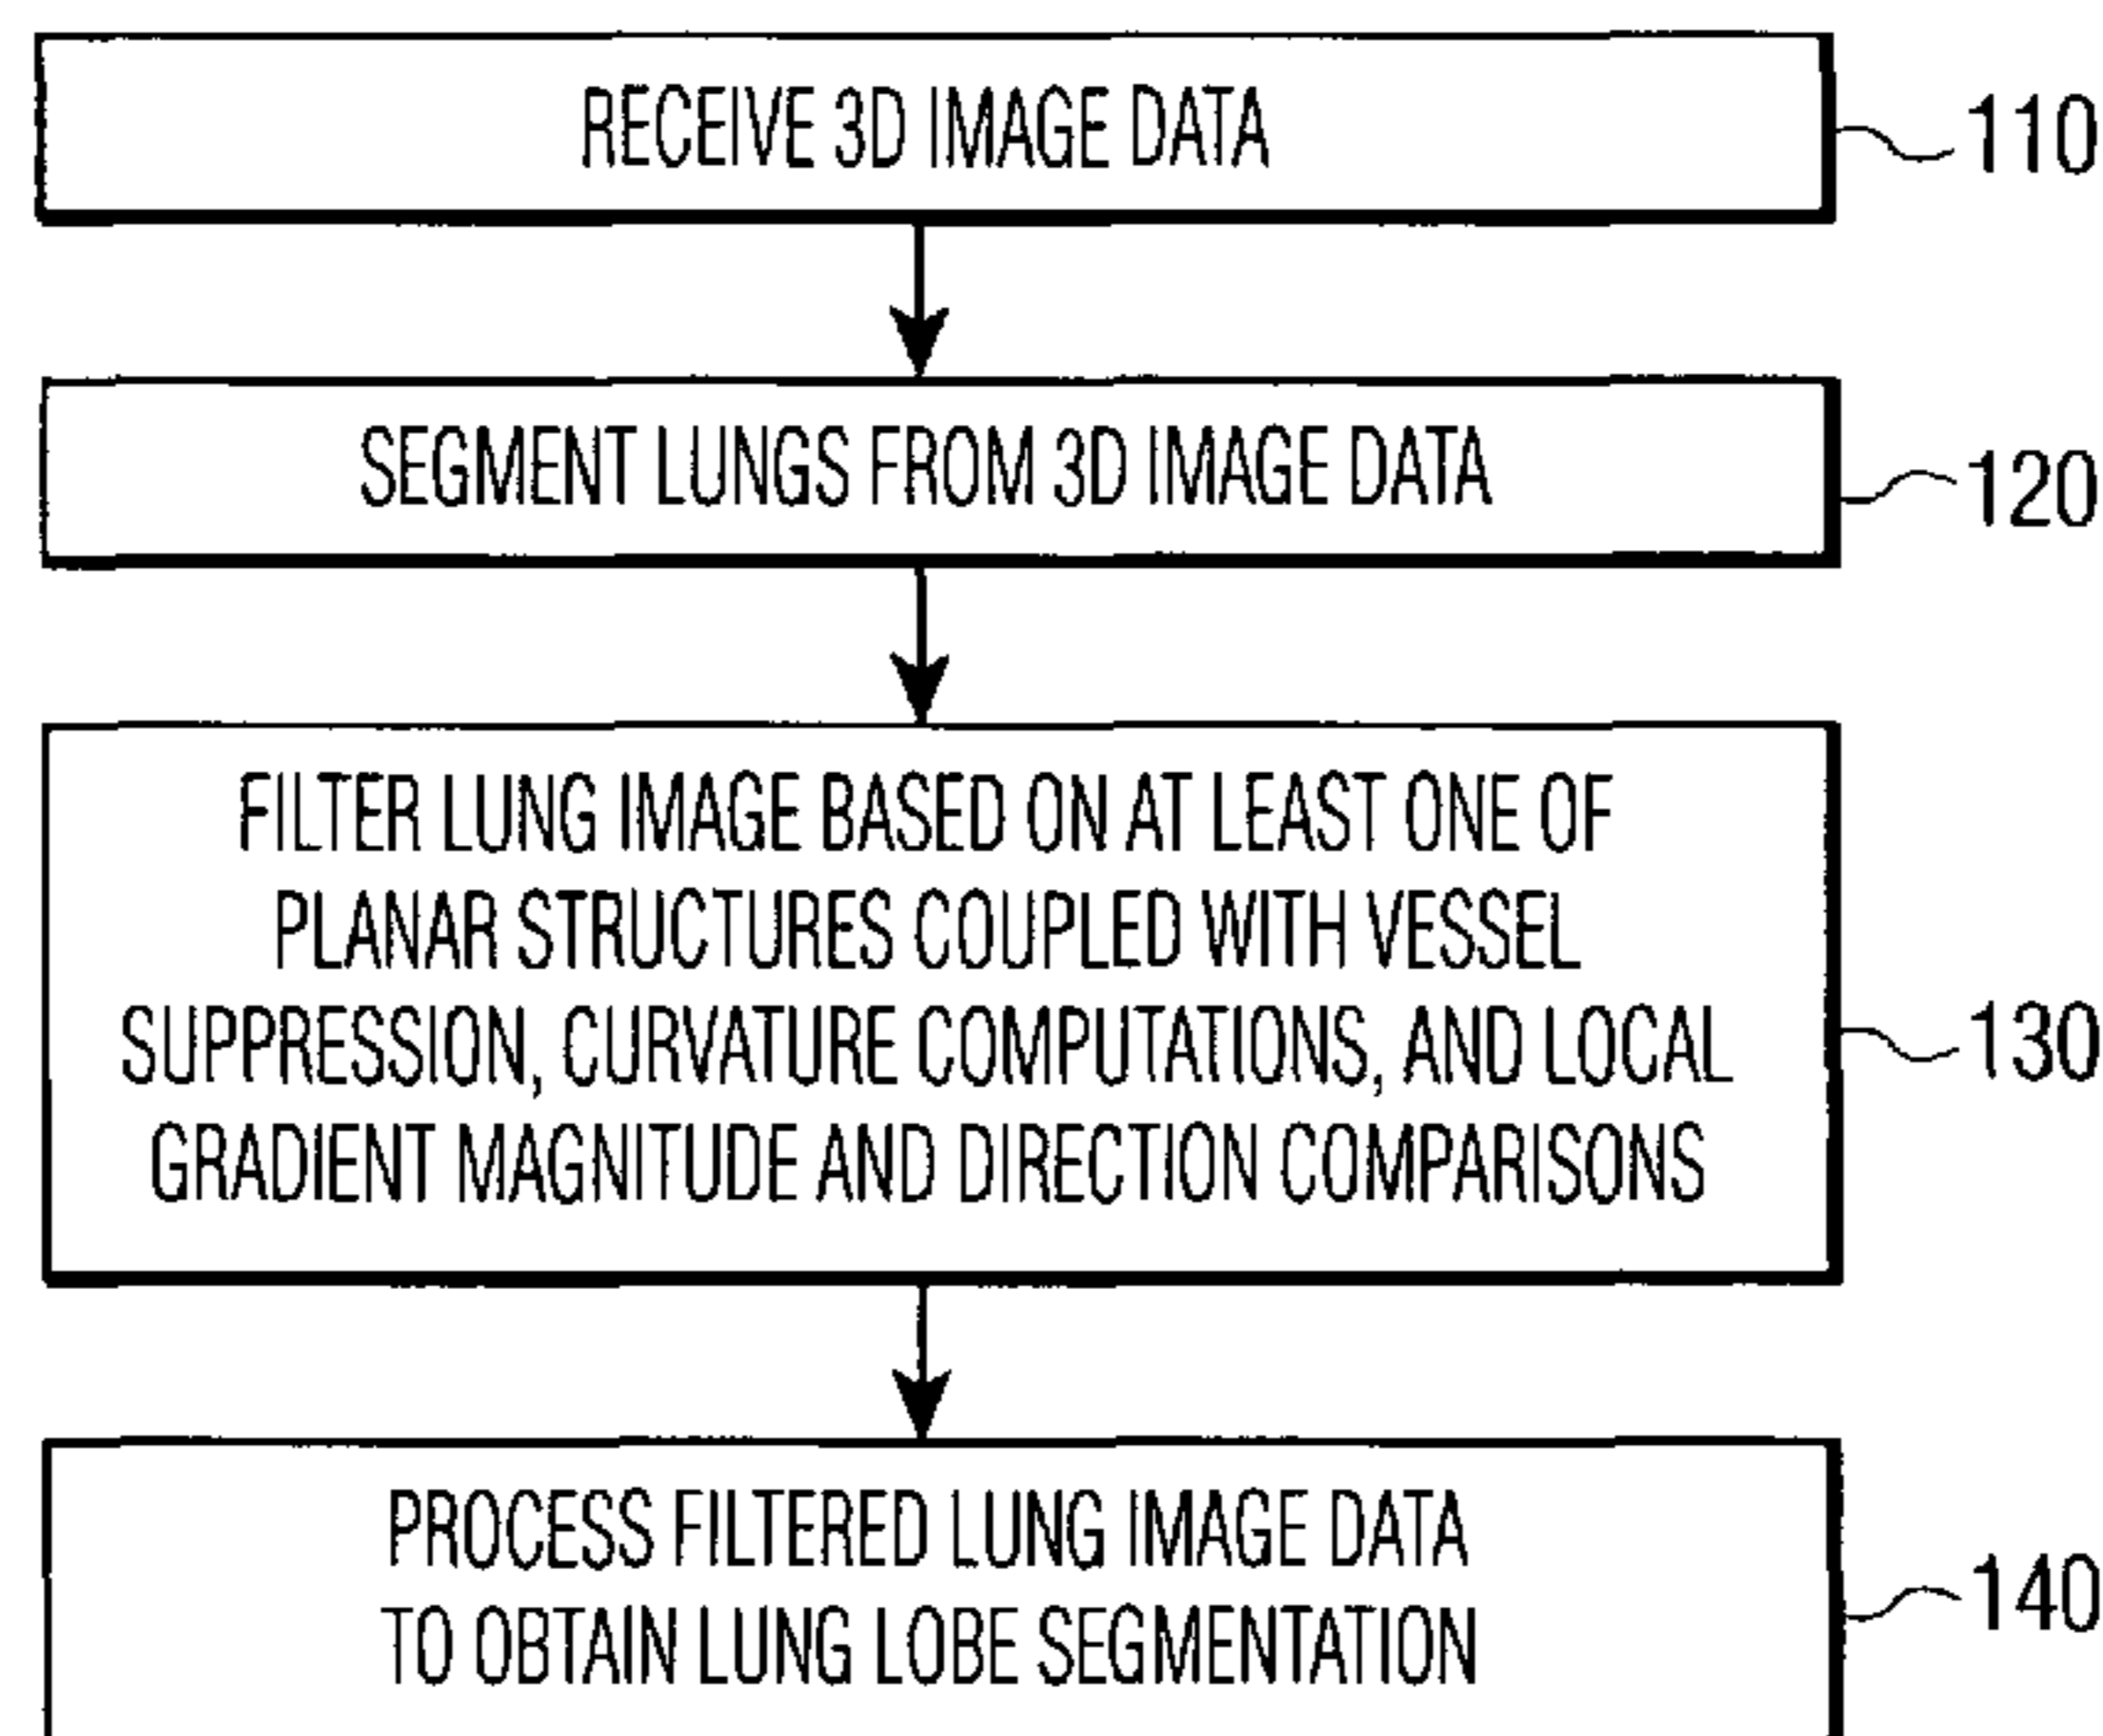 RECEIVE 3D IMAGE DATA
110
SEGMENT LUNGS FROM 3D IMAGE DATA
120
FILTER LUNG IMAGE BASED ON AT LEAST ONE OF
PLANAR STRUCTURES COUPLED WITH VESSEL
SUPPRESSION, CURVATURE COMPUTATIONS, AND LOCAL
GRADIENT MAGNITUDE AND DIRECTION COMPARISONS
130
PROCESS FILTERED LUNG IMAGE DATA
TO OBTAIN LUNG LOBE SEGMENTATION
140